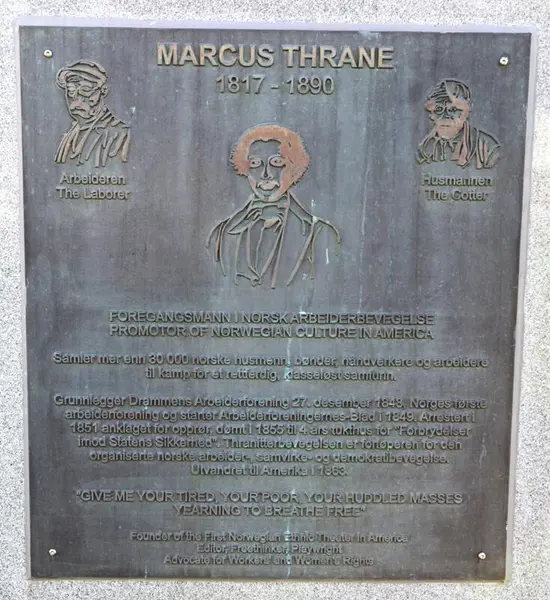 MARCUS THRANE
1817 - 1890
Arbeideren
The Laborer
Husmannen
The Cotter
FOREGANGSMANN I NORSK ARBEIDERBEVEGELSE
PROMOTOR OF NORWEGIAN CULTURE IN AMERICA
Samler mer enn 30 000 norske husmenn, bønder, håndverkere og arbeidere
til kamp for et rettferdig, klasseløst samfunn.
Grunnlegger Drammens Arbeiderforening 27. desember 1848, Norges første
arbeiderforening og starter Arbeiderforeningernes Blad i 1849. Arrestert i
1851 anklaget for opprør, dømt i 1855 til 4 års tukthus for "Forbrydelser
imod Statens Sikkerhed". Thranitterbevegelsen er forløperen for den
organiserte norske arbeider-, samvirke- og demokratibevegelse.
Utvandret til Amerika i 1863.
"GIVE ME YOUR TIRED, YOUR POOR, YOUR HUDDLED MASSES
YEARNING TO BREATHE FREE"
Founder of the First Norwegian Ethnic Theater in America
Editor, Freethinker, Playwright
Advocate for Workers' and Women's Rights